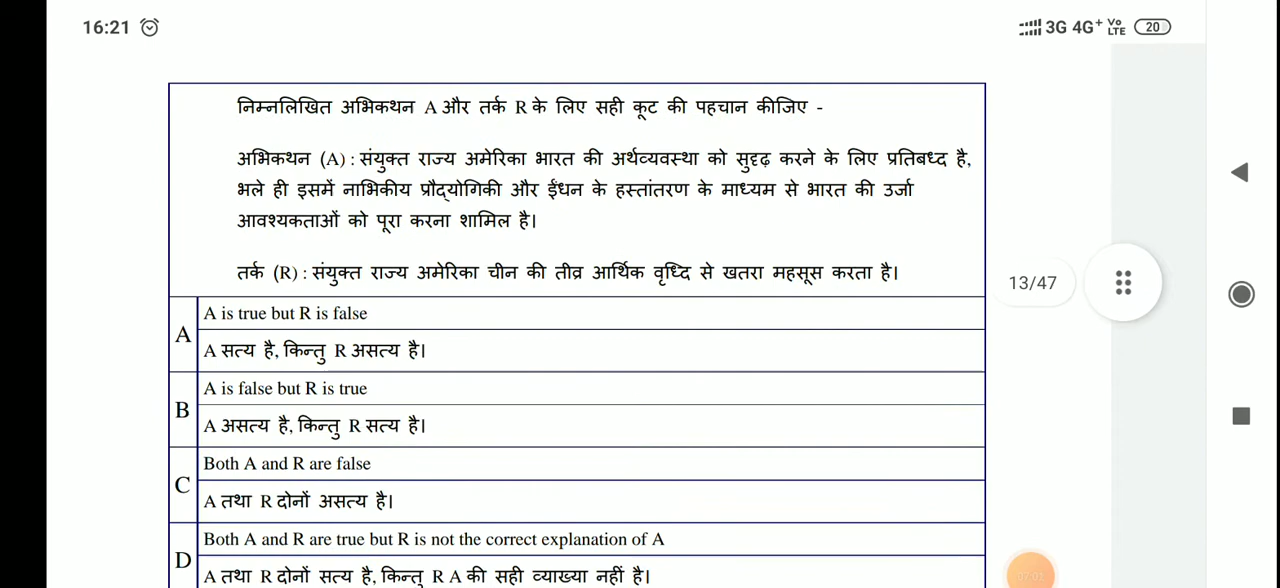 16:21
3G 4G+ Vo LTE 20
निम्नलिखित अभिकथन A और तर्क R के लिए सही कूट की पहचान कीजिए -
अभिकथन (A) : संयुक्त राज्य अमेरिका भारत की अर्थव्यवस्था को सुदृढ़ करने के लिए प्रतिबध्द है,
भले ही इसमें नाभिकीय प्रौद्योगिकी और ईंधन के हस्तांतरण के माध्यम से भारत की उर्जा
आवश्यकताओं को पूरा करना शामिल है।
तर्क (R) : संयुक्त राज्य अमेरिका चीन की तीव्र आर्थिक वृध्दि से खतरा महसूस करता है।
13/47
A
A is true but R is false
A सत्य है, किन्तु R असत्य है।
B
A is false but R is true
A असत्य है, किन्तु R सत्य है।
C
Both A and R are false
A तथा R दोनों असत्य है।
D
Both A and R are true but R is not the correct explanation of A
A तथा R दोनों सत्य है, किन्तु R A की सही व्याख्या नहीं है।